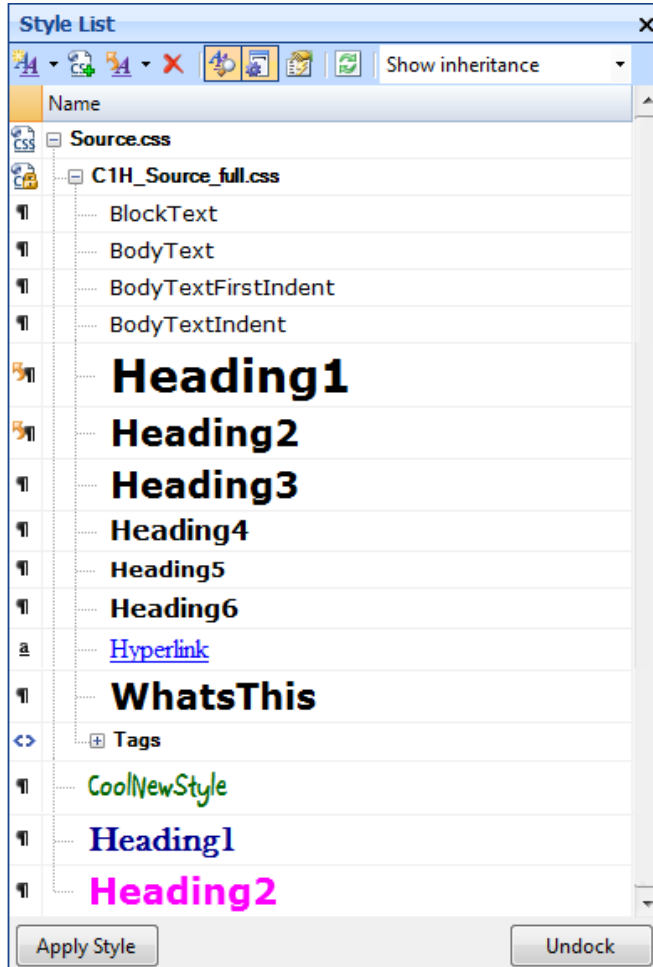 Style List
Show inheritance
Name
Source.css
C1H_Source_full.css
BlockText
BodyText
BodyTextFirstIndent
BodyTextIndent
Heading1
Heading2
Heading3
Heading4
Heading5
Heading6
Hyperlink
WhatsThis
Tags
CoolNewStyle
Heading1
Heading2
Apply Style Undock